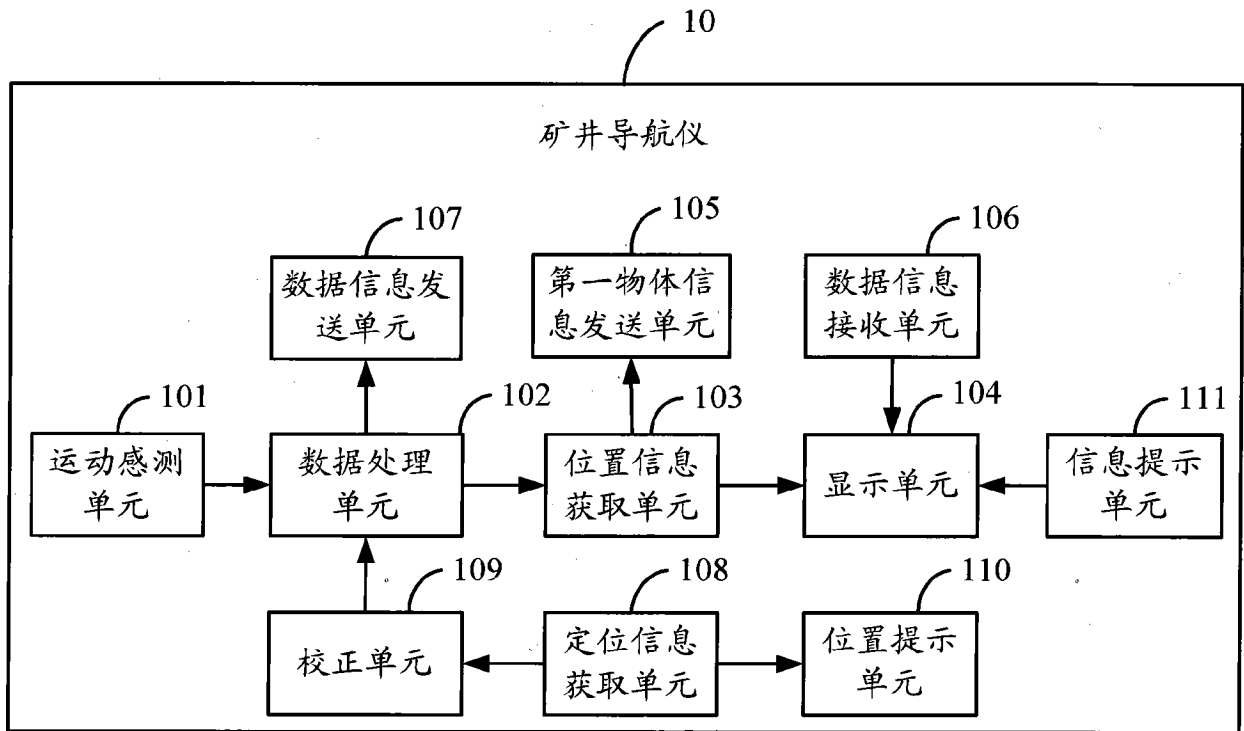 10
矿井导航仪
107
105
106
数据信息发
送单元
第一物体信
息发送单元
数据信息
接收单元
101
102
103
104
111
运动感测
单元
数据处理
单元
位置信息
获取单元
显示单元
信息提示
单元
109
108
110
校正单元
定位信息
获取单元
位置提示
单元